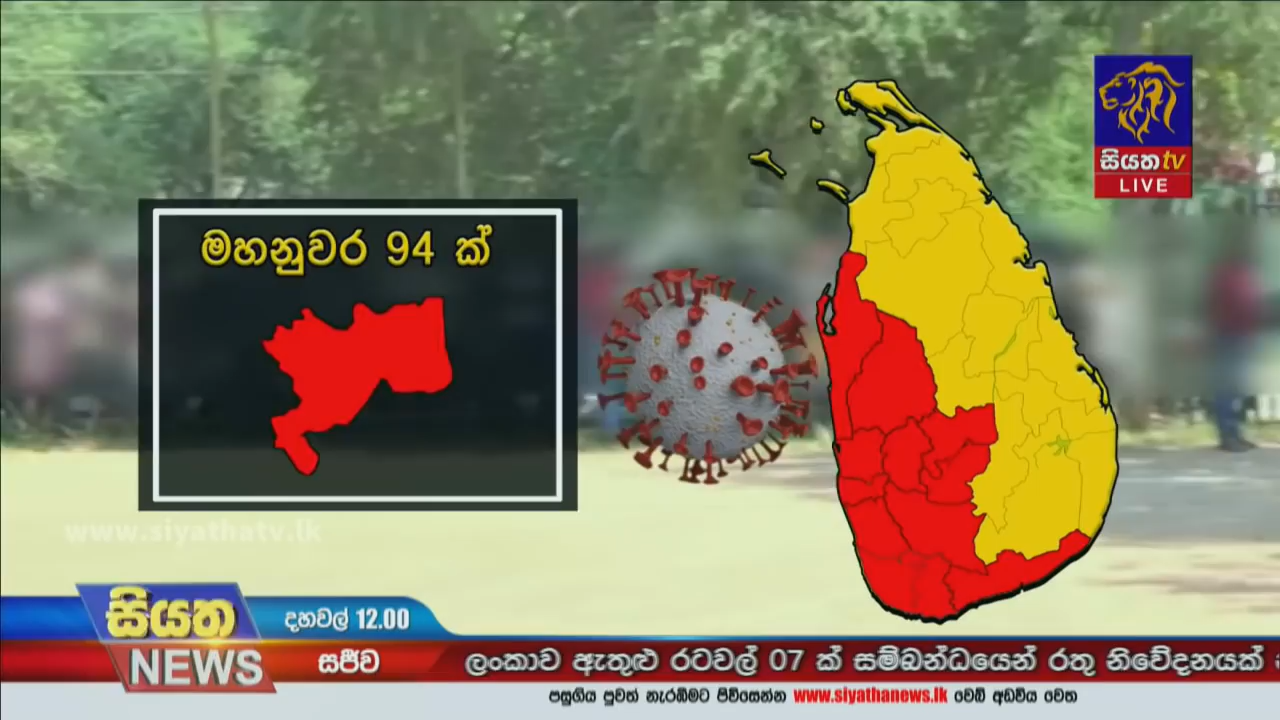 සියත tv
LIVE
මහනුවර 94 ක්
www.siyathatv.lk
සියත
NEWS
දහවල් 12.00
සජීව
ලංකාව ඇතුළු රටවල් 07 ක් සම්බන්ධයෙන් රතු නිවේදනයක්
පසුගිය පුවත් නැරඹීමට පිවිසෙන්න www.siyathanews.lk වෙබ් අඩවිය වෙත